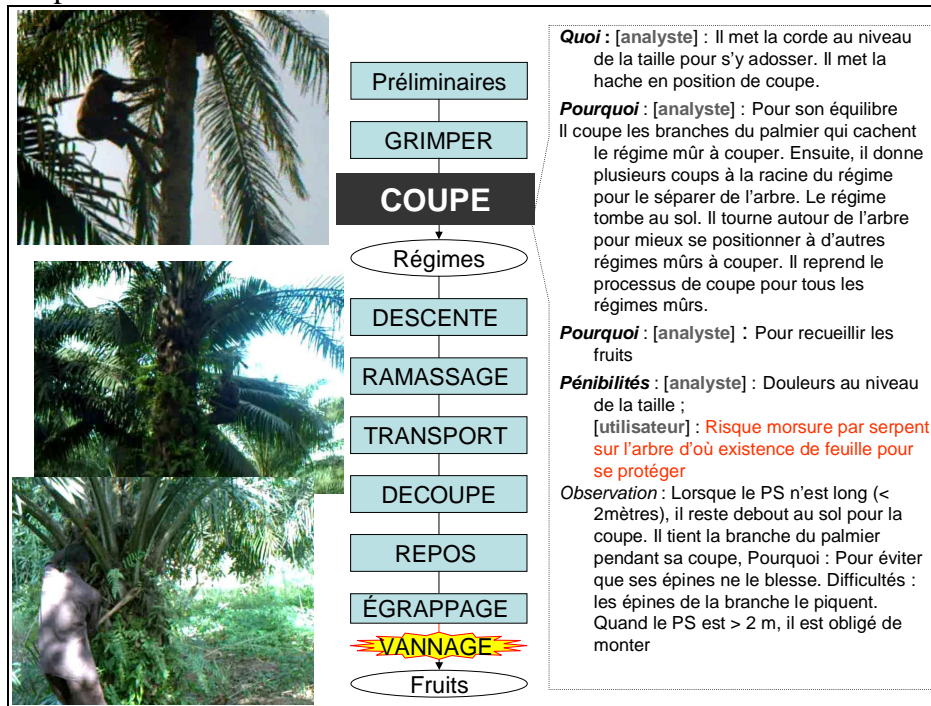 Préliminaires
GRIMPER
COUPE
Régimes
DESCENTE
RAMASSAGE
TRANSPORT
DECOUPE
REPOS
ÉGRAPPAGE
VANNAGE
Fruits
Quoi : [analyste] : Il met la corde au niveau
de la taille pour s'y adosser. Il met la
hache en position de coupe.
Pourquoi : [analyste] : Pour son équilibre
Il coupe les branches du palmier qui cachent
le régime mûr à couper. Ensuite, il donne
plusieurs coups à la racine du régime
pour le séparer de l'arbre. Le régime
tombe au sol. Il tourne autour de l'arbre
pour mieux se positionner à d'autres
régimes mûrs à couper. Il reprend le
processus de coupe pour tous les
régimes mûrs.
Pourquoi : [analyste] : Pour recueillir les
fruits
Pénibilités : [analyste] : Douleurs au niveau
de la taille ;
[utilisateur] : Risque morsure par serpent
sur l'arbre d'où existence de feuille pour
se protéger
Observation : Lorsque le PS n'est long (<
2mètres), il reste debout au sol pour la
coupe. Il tient la branche du palmier
pendant sa coupe, Pourquoi : Pour éviter
que ses épines ne le blesse. Difficultés :
les épines de la branche le piquent.
Quand le PS est > 2 m, il est obligé de
monter